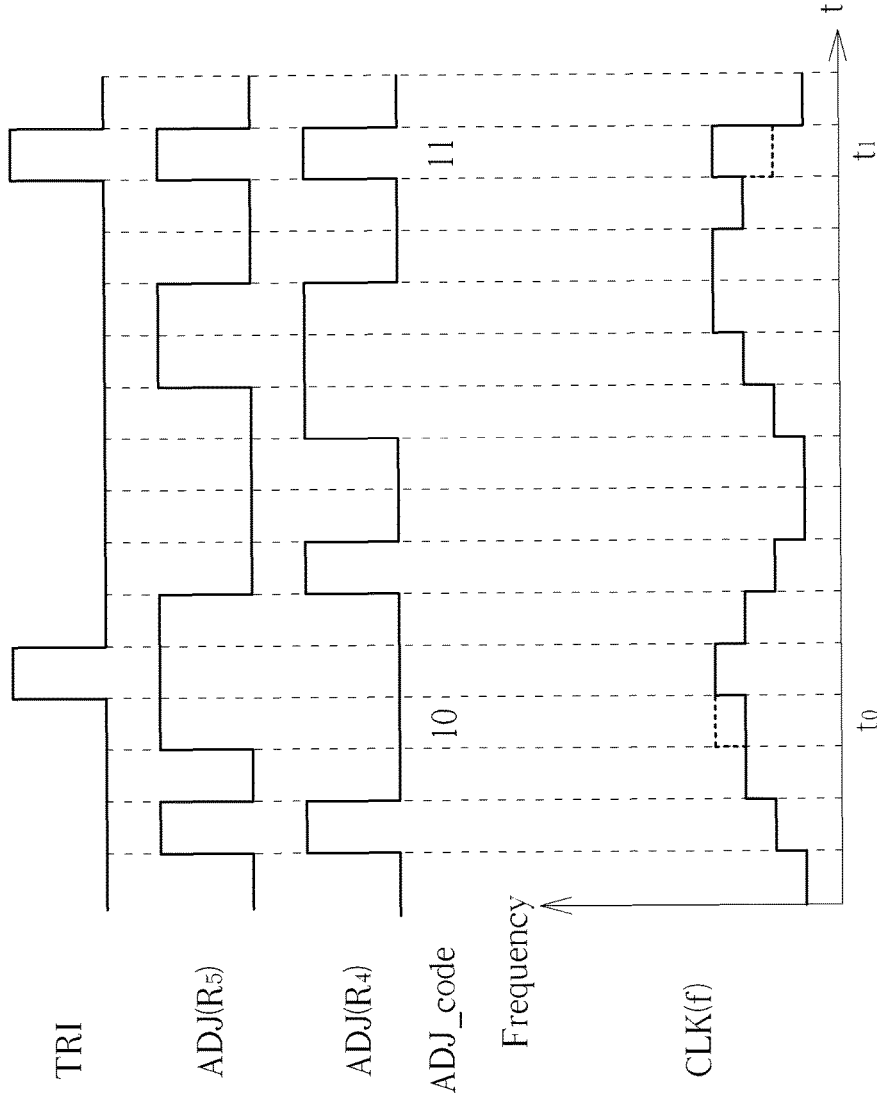 TRI
ADJ(R5)
ADJ(R4)
ADJ_code
10
11
Frequency
CLK(f)
t0
t1
t